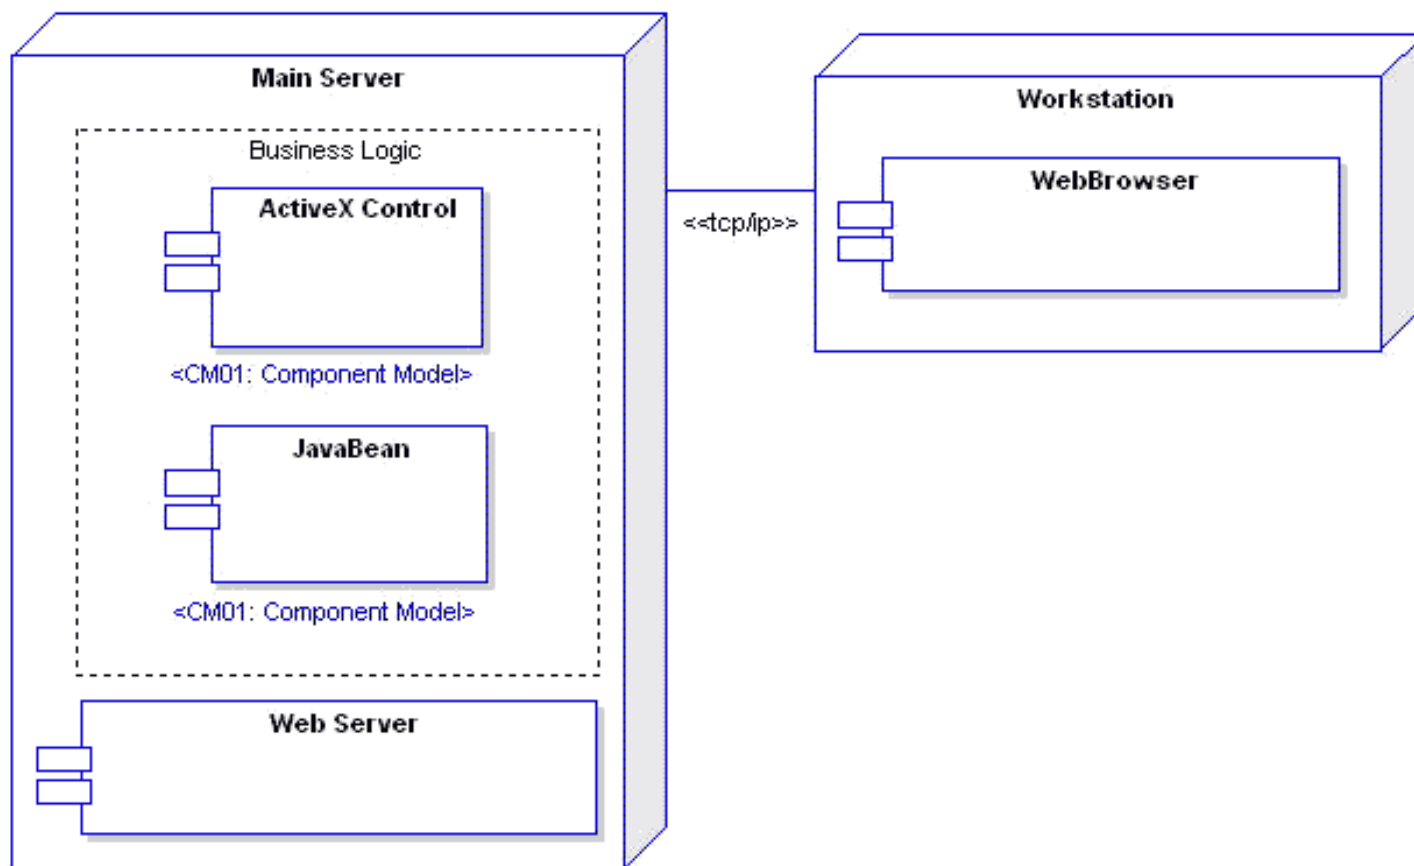 Main Server
Business Logic
ActiveX Control
<CM01: Component Model>
JavaBean
<CM01: Component Model>
Web Server
<<tcp/ip>>
Workstation
WebBrowser